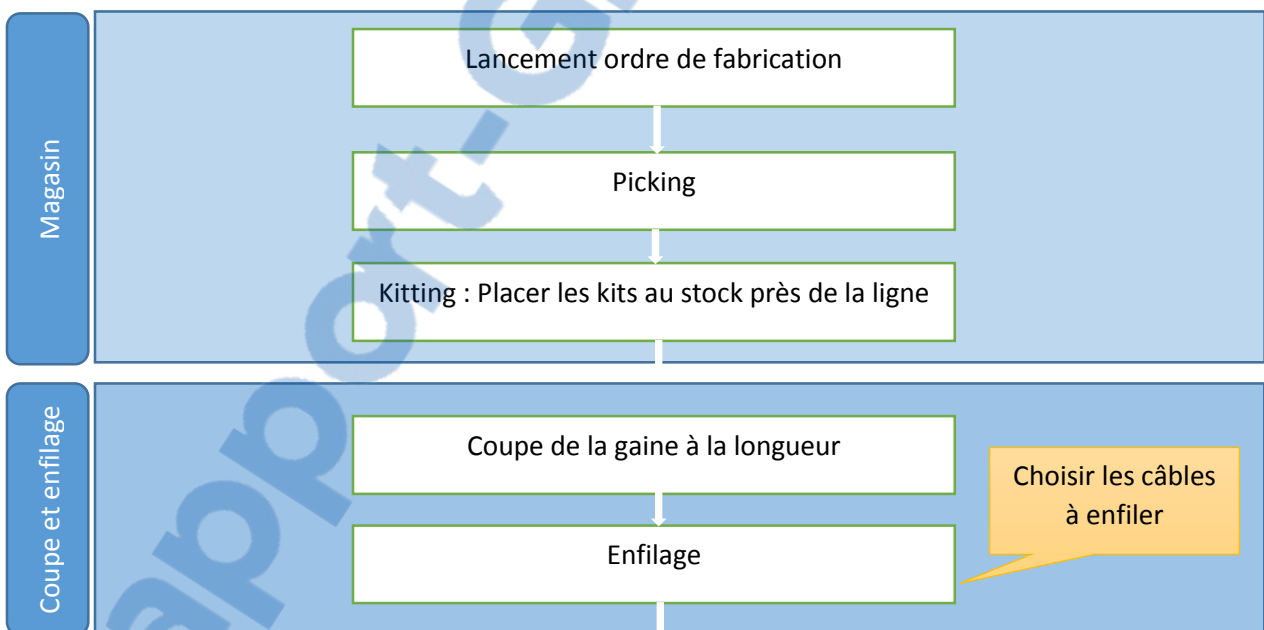 Magasin
Lancement ordre de fabrication
Picking
Kitting : Placer les kits au stock près de la ligne
Coupe et enfilage
Coupe de la gaine à la longueur
Choisir les câbles
à enfiler
Enfilage